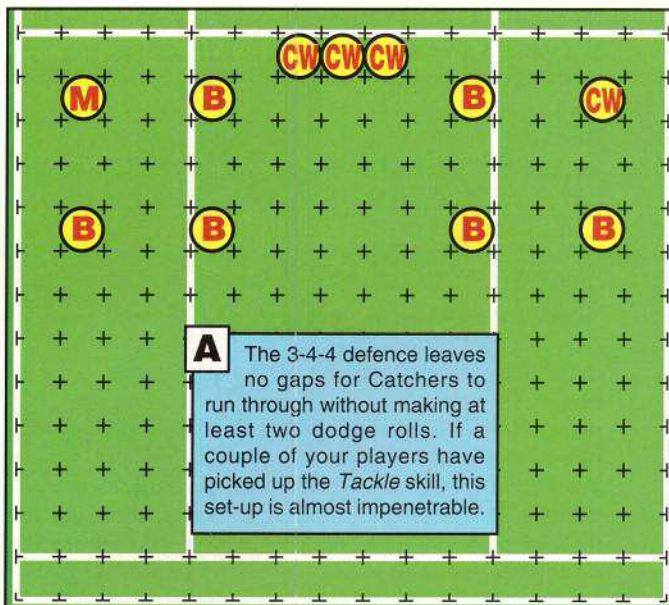 CW CW CW
M B B CW
B B B B
A
The 3-4-4 defence leaves
no gaps for Catchers to
run through without making at
least two dodge rolls. If a
couple of your players have
picked up the Tackle skill, this
set-up is almost impenetrable.